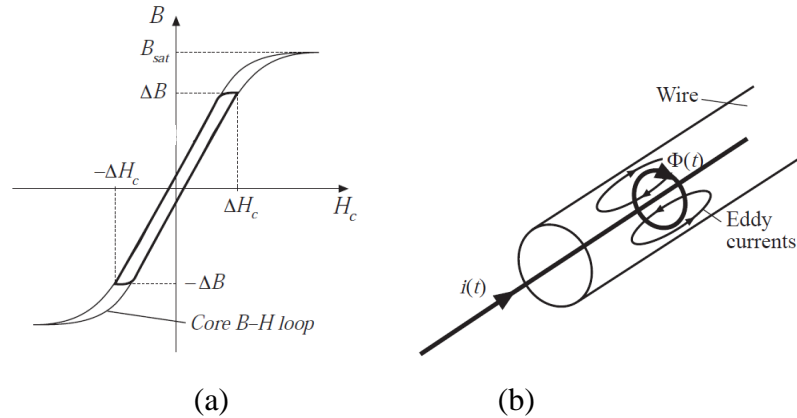 B
B_sat
ΔB
−ΔH_c
ΔH_c
H_c
−ΔB
Core B–H loop
(a)
Wire
Φ(t)
Eddy
currents
i(t)
(b)